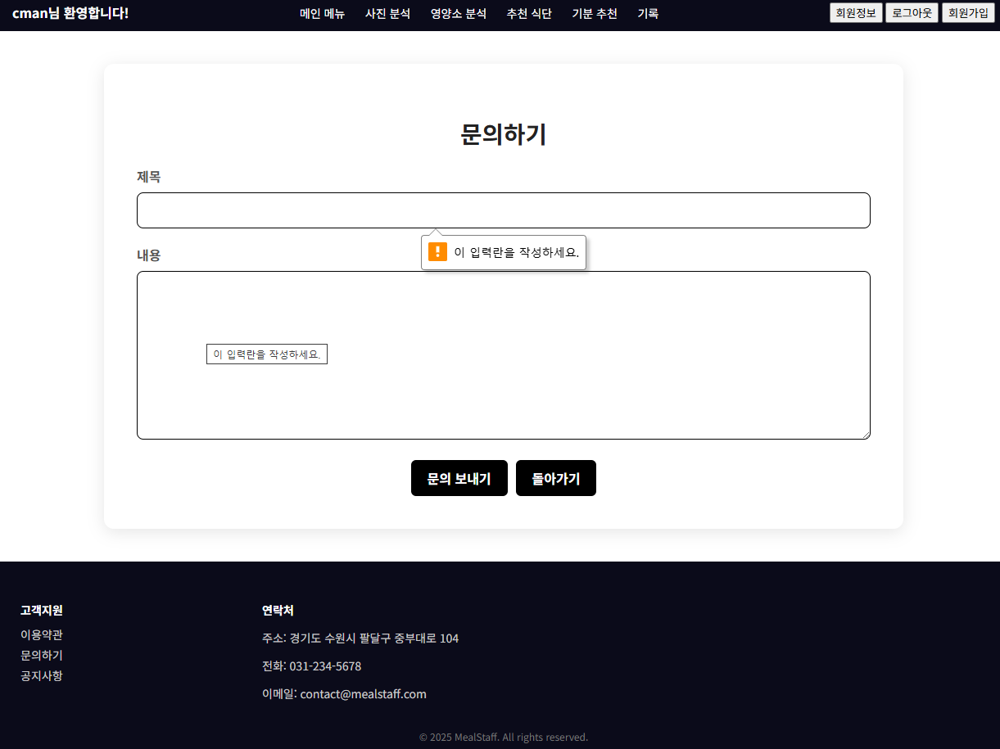 cman님 환영합니다!
메인 메뉴 사진 분석 영양소 분석 추천 식단 기분 추천 기록
회원정보 로그아웃 회원가입
문의하기
제목
이 입력란을 작성하세요.
내용
이 입력란을 작성하세요.
문의 보내기 돌아가기
고객지원
이용약관
문의하기
공지사항
연락처
주소: 경기도 수원시 팔달구 중부대로 104
전화: 031-234-5678
이메일: contact@mealstaff.com
© 2025 MealStaff. All rights reserved.